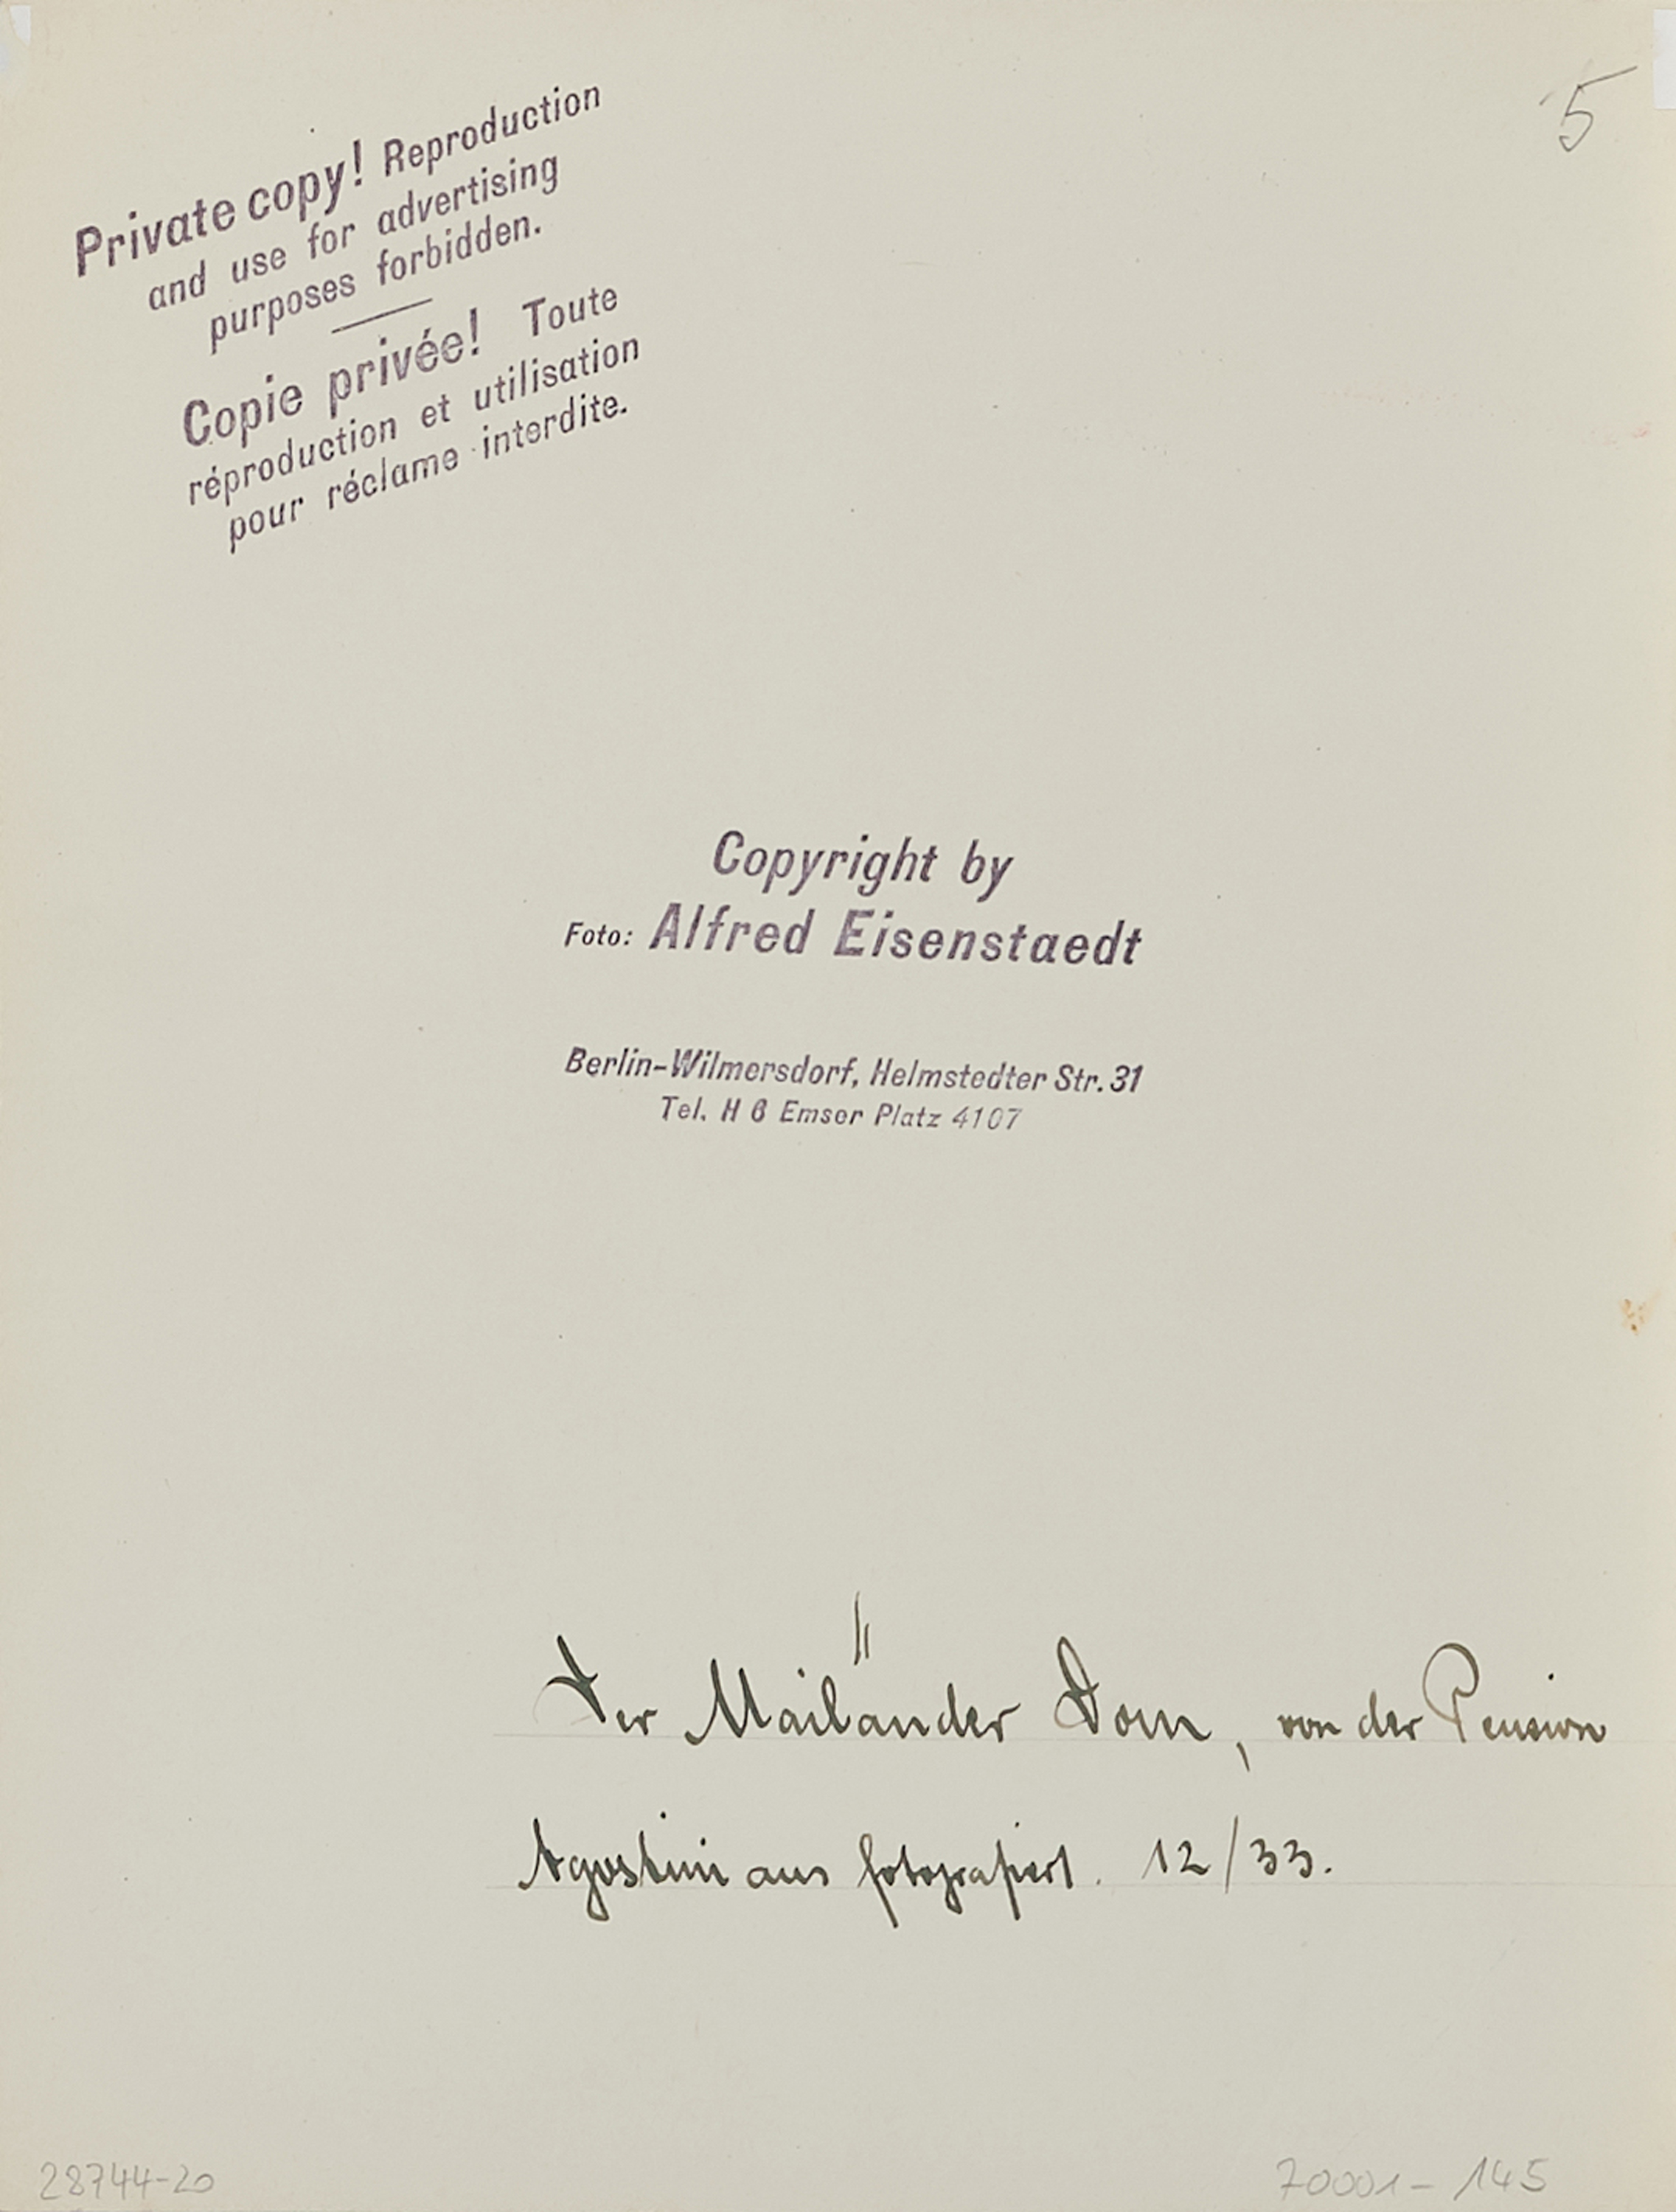 5
Private copy! Reproduction
and use for advertising
purposes forbidden.
Copie privée! Toute
réproduction et utilisation
pour réclame interdite.
Copyright by
Foto: Alfred Eisenstaedt
Berlin-Wilmersdorf, Helmstedter Str. 31
Tel. H 6 Emser Platz 4107
Der Mailänder Dom, von der Pension
Agostini aus fotografiert. 12/33.
28744-20
70001-145